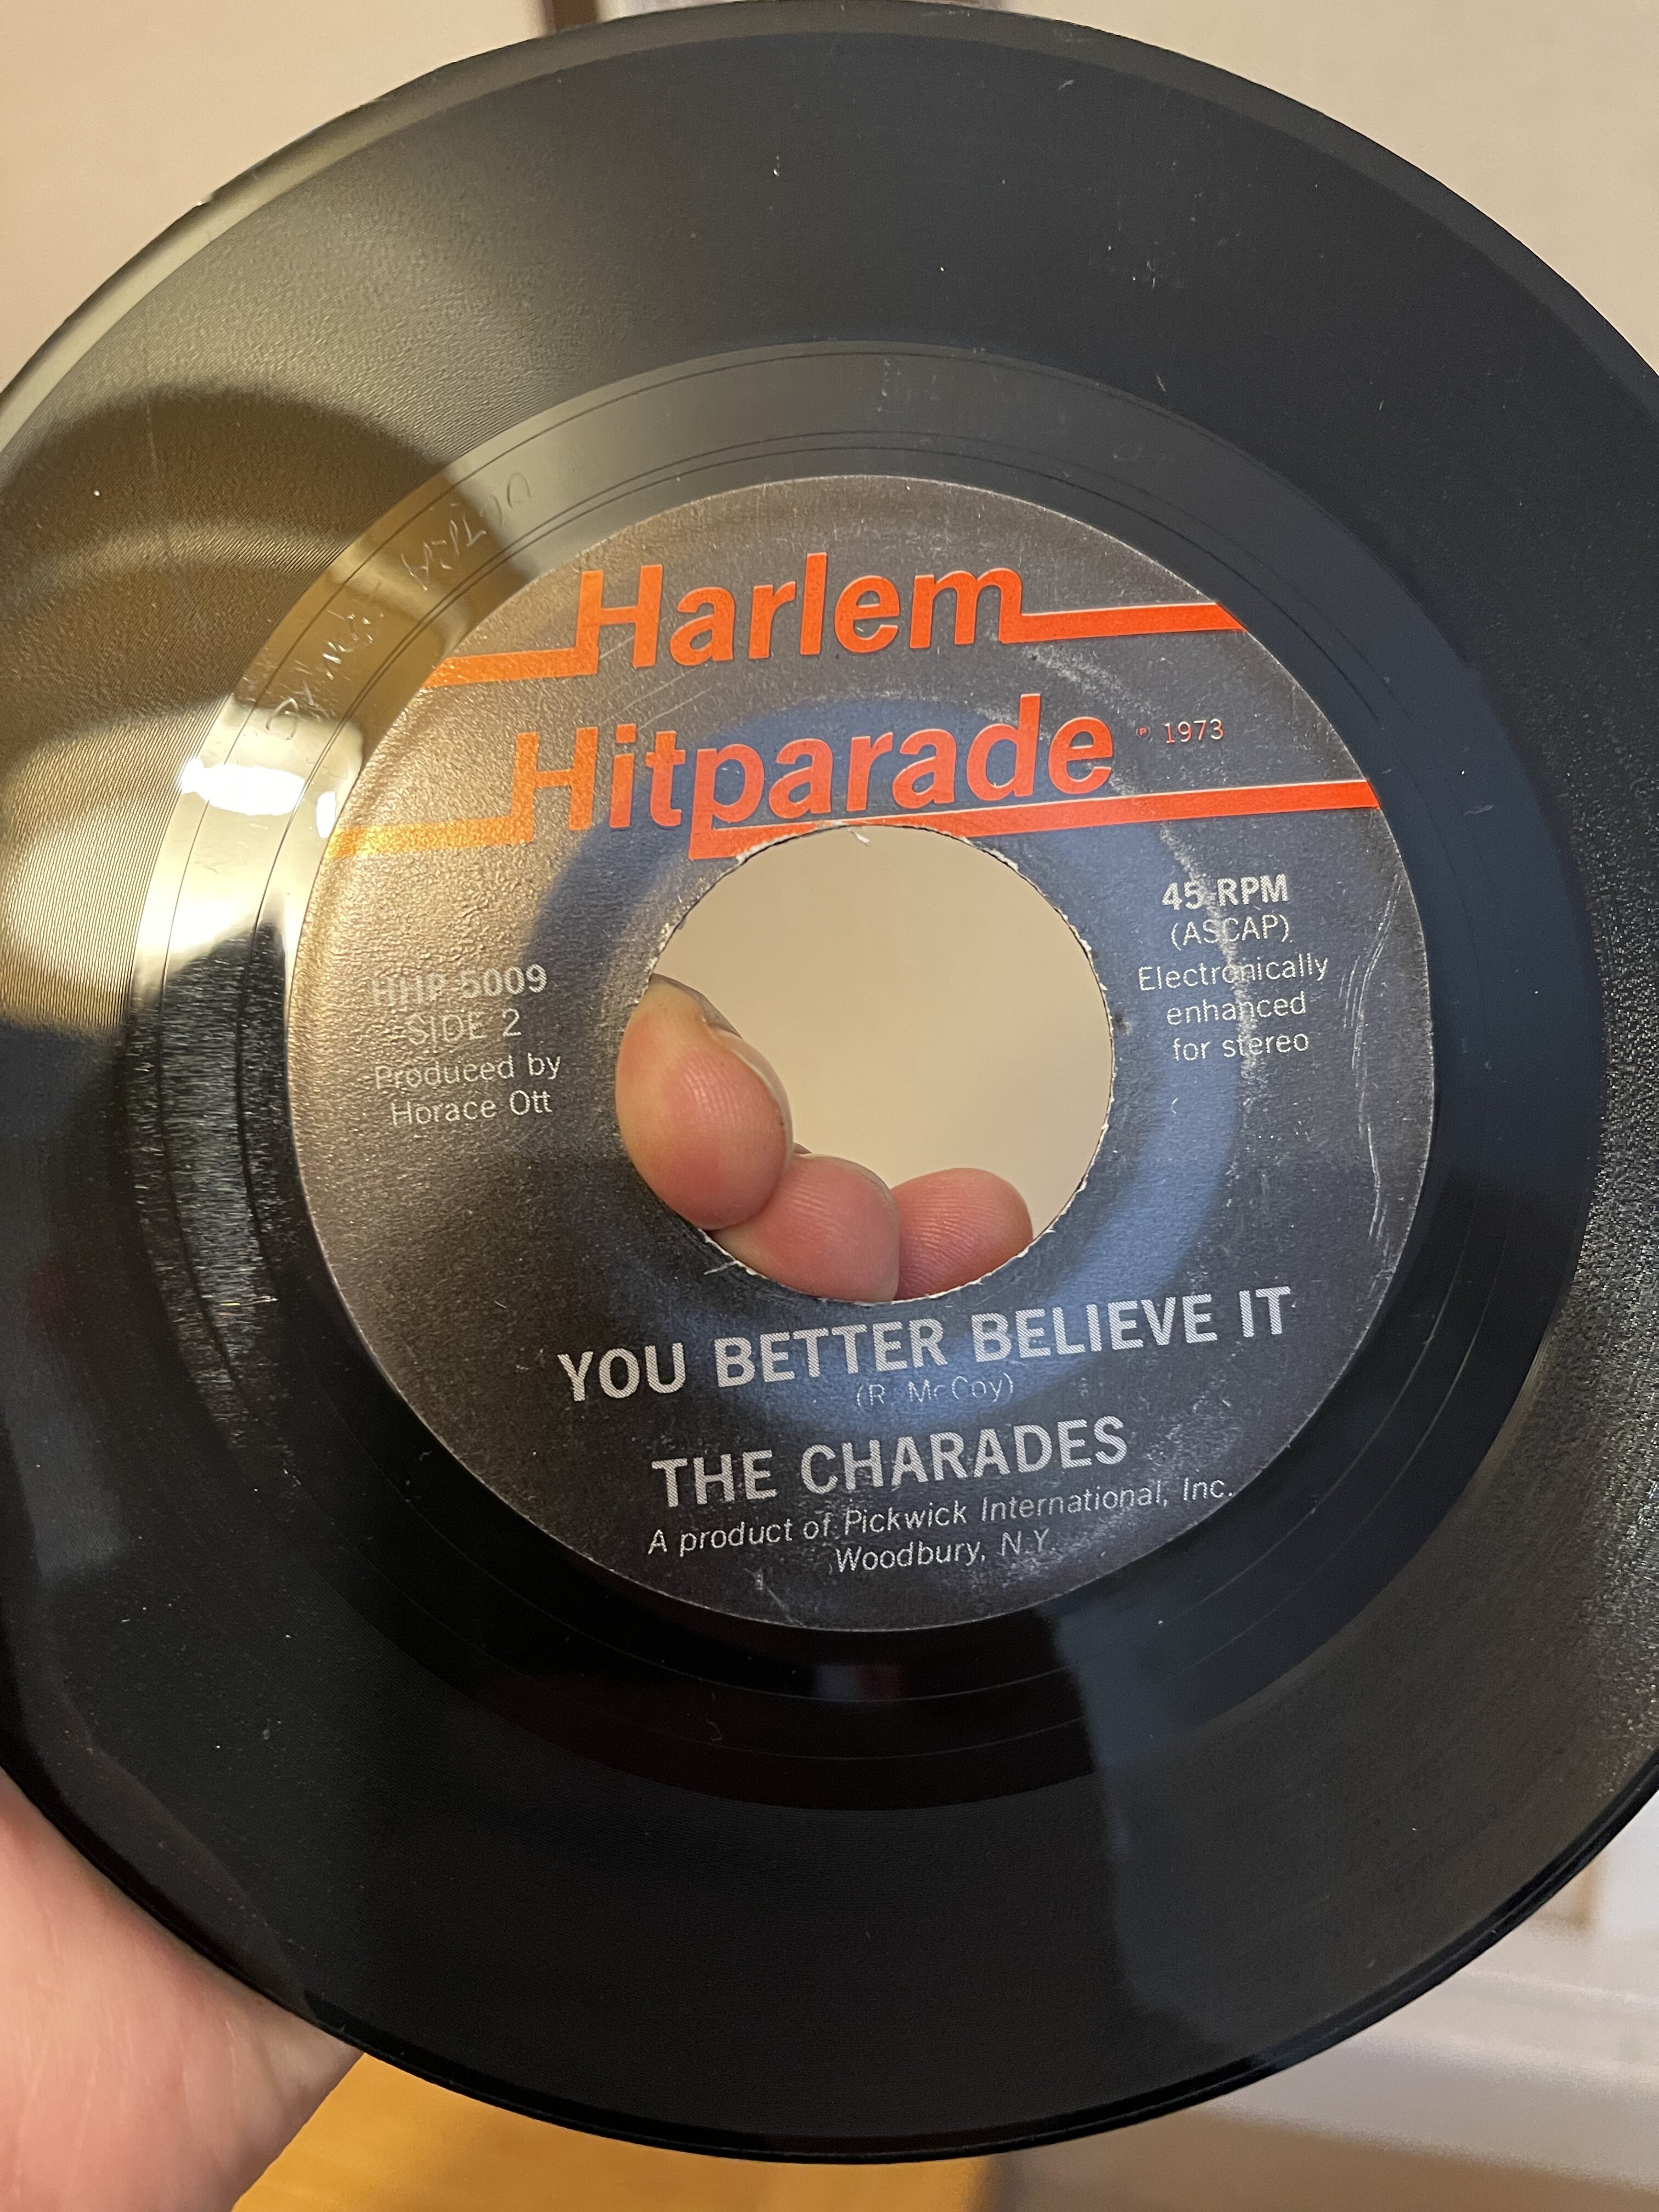 Harlem
Hitparade ℗ 1973
45 RPM
(ASCAP)
Electronically
enhanced
for stereo
HHP 5009
SIDE 2
Produced by
Horace Ott
YOU BETTER BELIEVE IT
(R. McCoy)
THE CHARADES
A product of Pickwick International, Inc.
Woodbury, N.Y.